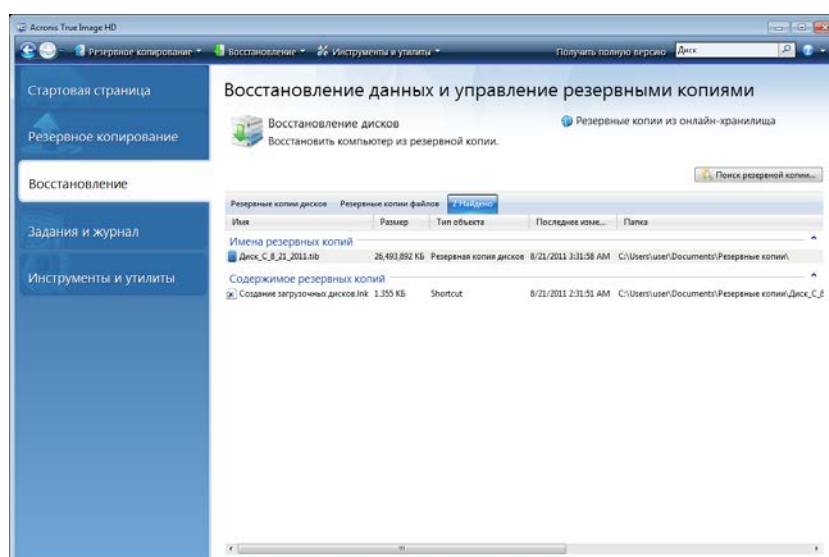 Acronis True Image HD
Резервное копирование Восстановление Инструменты и утилиты Получить полную версию Диск
Стартовая страница
Резервное копирование
Восстановление
Задания и журнал
Инструменты и утилиты
Восстановление данных и управление резервными копиями
Восстановление дисков
Восстановить компьютер из резервной копии.
Резервные копии из онлайн-хранилища
Поиск резервной копии...
Резервные копии дисков Резервные копии файлов 2 Найдено
Имя Размер Тип объекта Последнее изме... Папка
Имена резервных копий
Диск_C_8_21_2011.tib 26,493,892 КБ Резервная копия дисков 8/21/2011 3:31:58 AM C:\Users\user\Documents\Резервные копии\
Содержимое резервных копий
Создание загрузочных дисков.lnk 1.355 КБ Shortcut 8/21/2011 2:31:51 AM C:\Users\user\Documents\Резервные копии\Диск_C_8